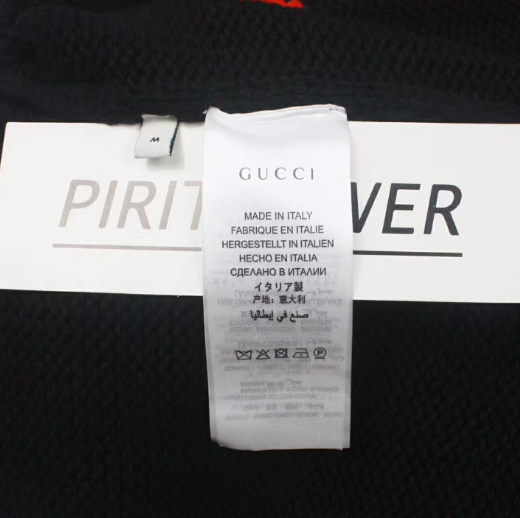 M
PIRIT
WER
GUCCI
MADE IN ITALY
FABRIQUE EN ITALIE
HERGESTELLT IN ITALIEN
HECHO EN ITALIA
СДЕЛАНО В ИТАЛИИ
イタリア製
产地：意大利
صنع في إيطاليا